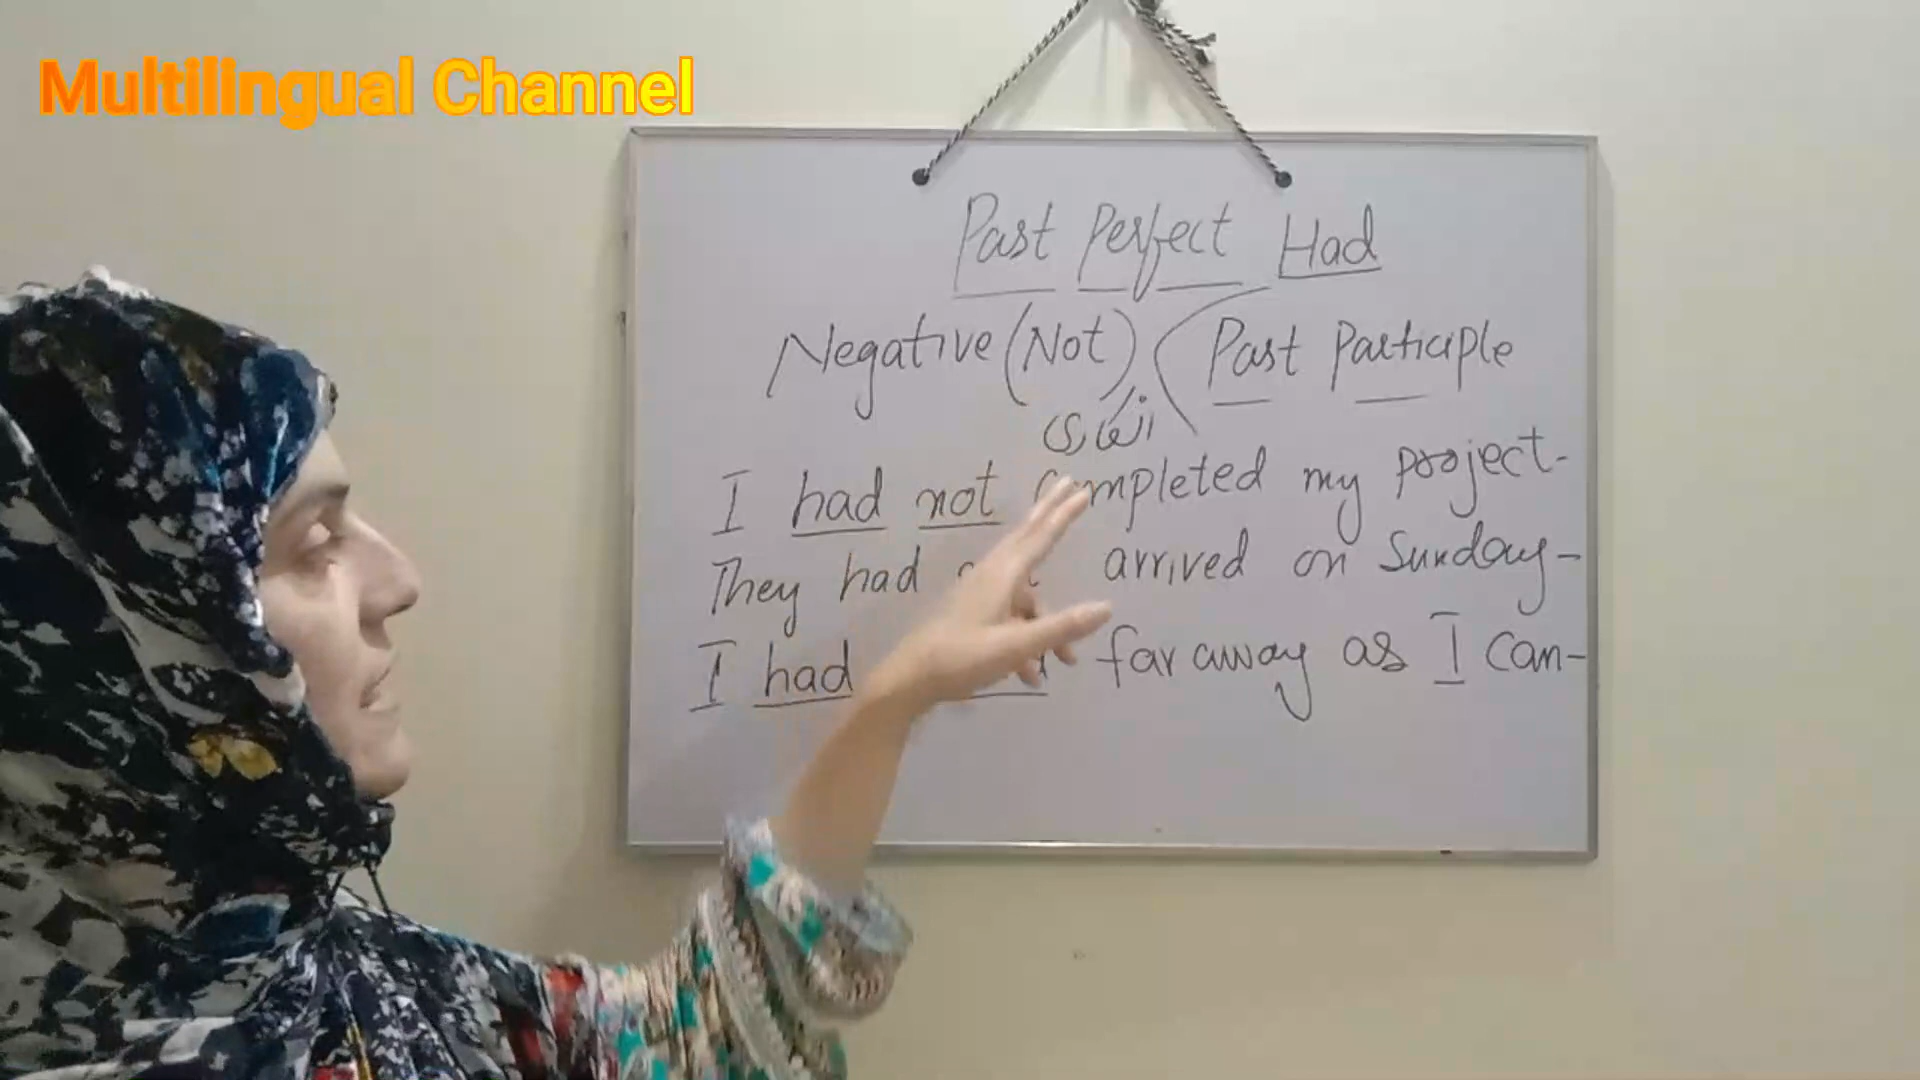 Multilingual Channel
Past Perfect Had
Negative (Not) Past Participle
انکاری
I had not completed my project-
They had arrived on Sunday-
I had far away as I can-